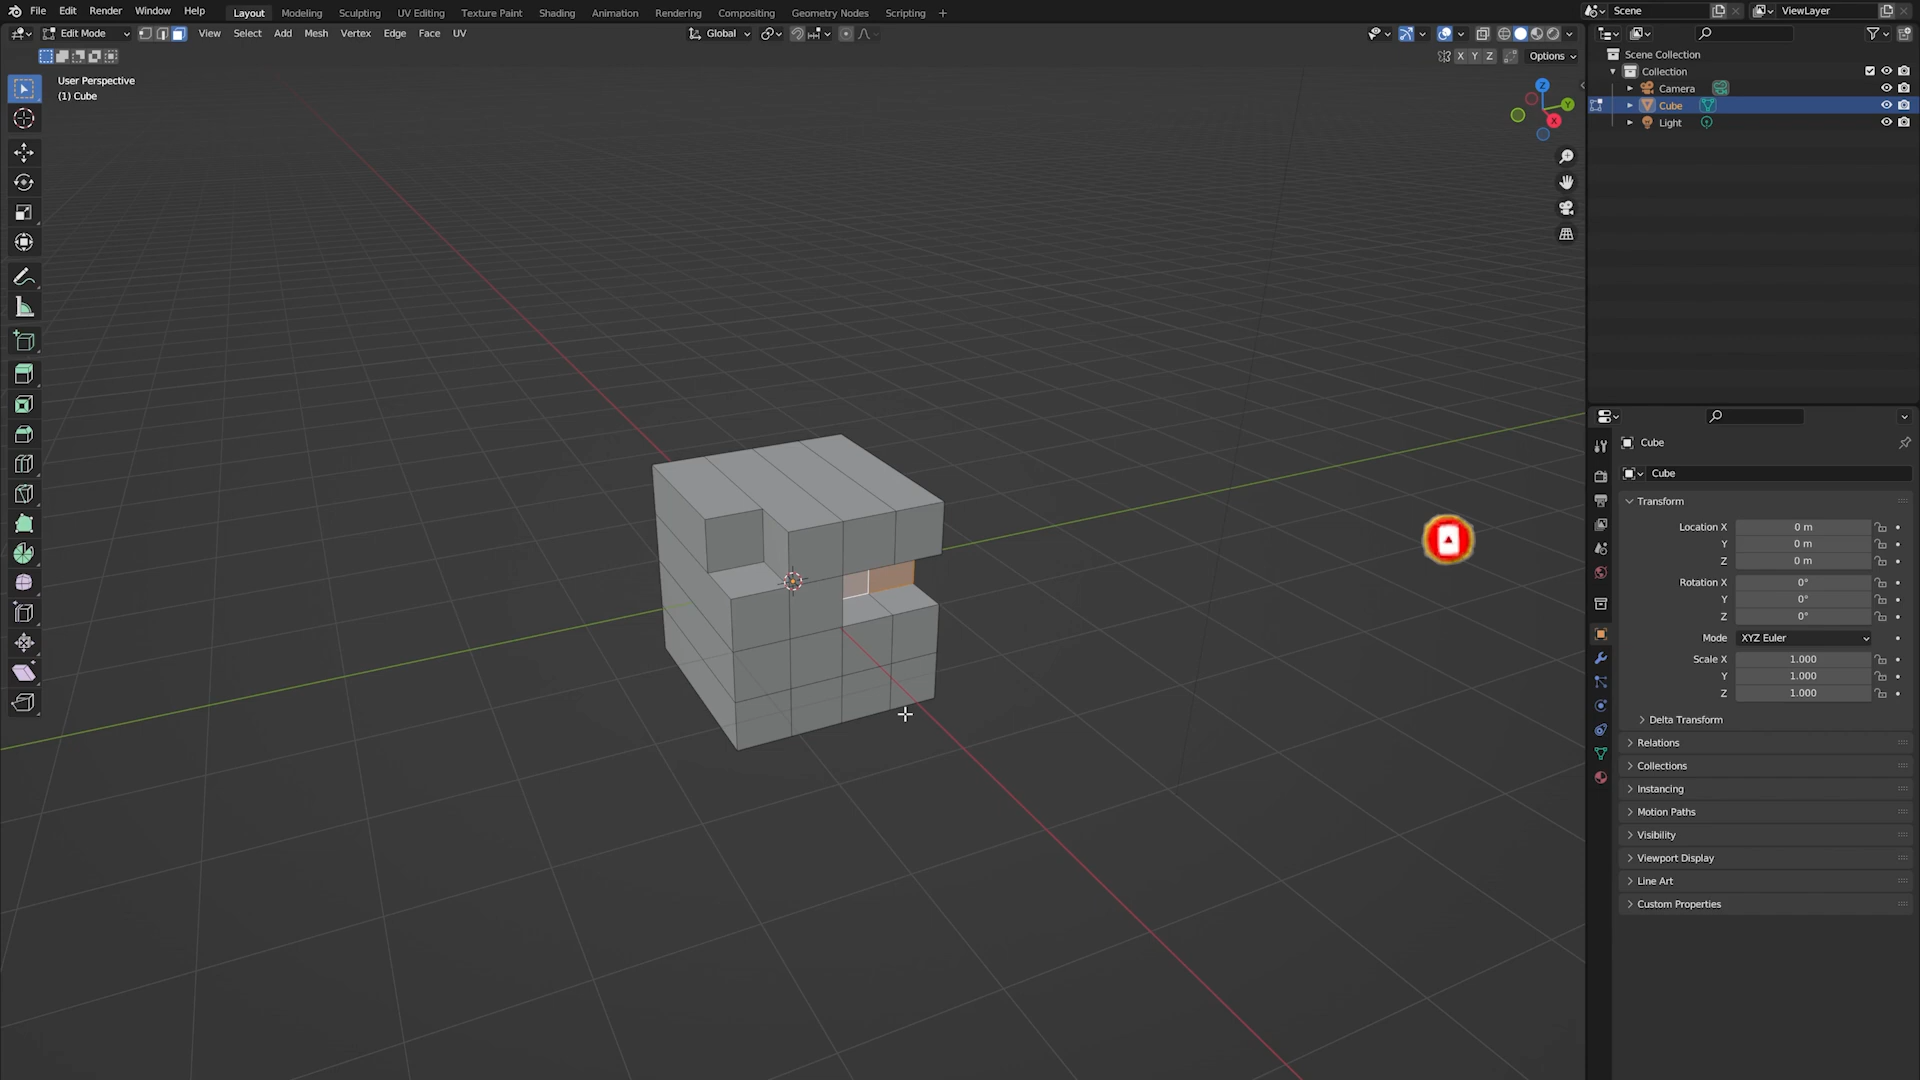 File Edit Render Window Help Layout Modeling Sculpting UV Editing Texture Paint Shading Animation Rendering Compositing Geometry Nodes Scripting + Scene ViewLayer
Edit Mode View Select Add Mesh Vertex Edge Face UV Global
X Y Z Options
User Perspective
(1) Cube
Z
Y
X
Scene Collection
Collection
Camera
Cube
Light
Cube
Cube
Transform
Location X 0 m
Y 0 m
Z 0 m
Rotation X 0°
Y 0°
Z 0°
Mode XYZ Euler
Scale X 1.000
Y 1.000
Z 1.000
Delta Transform
Relations
Collections
Instancing
Motion Paths
Visibility
Viewport Display
Line Art
Custom Properties